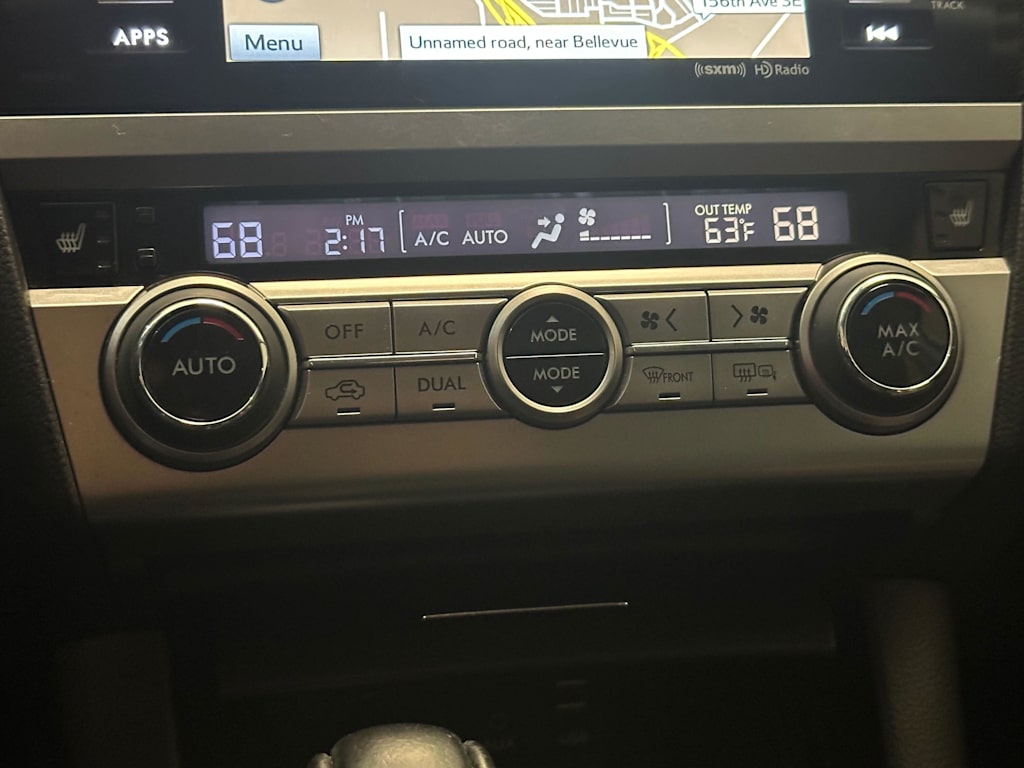 156th Ave SE
TRACK
APPS
Menu
Unnamed road, near Bellevue
((sxm)) HD Radio
68
PM
2:17
A/C AUTO
OUT TEMP
63°F
68
AUTO
OFF
A/C
DUAL
MODE
MODE
FRONT
MAX
A/C